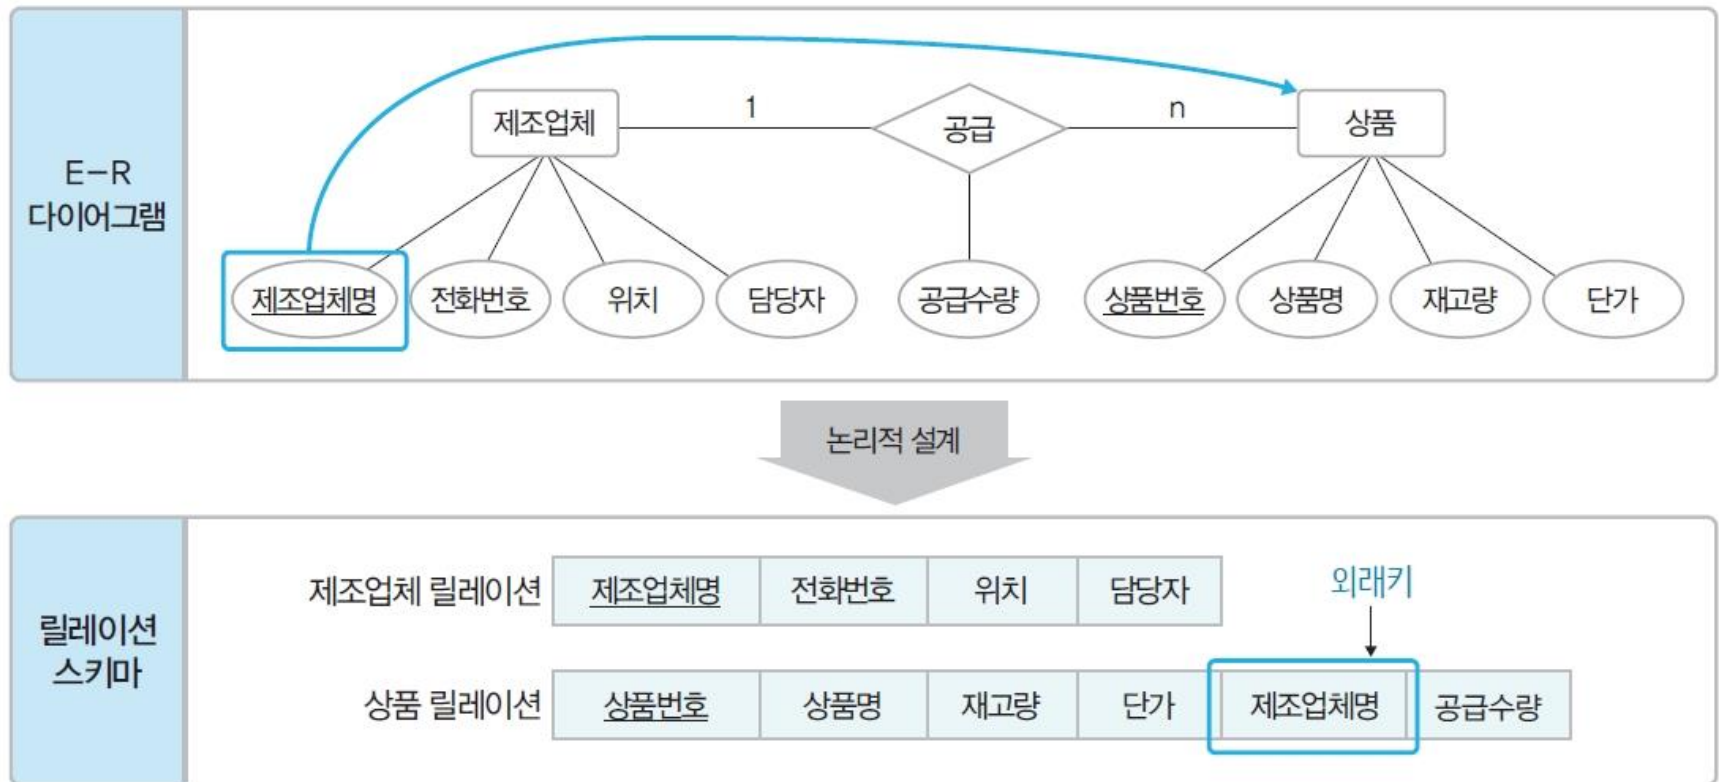 E-R
다이어그램
제조업체
1
공급
n
상품
제조업체명
전화번호
위치
담당자
공급수량
상품번호
상품명
재고량
단가
논리적 설계
릴레이션
스키마
제조업체 릴레이션 제조업체명 전화번호 위치 담당자
외래키
상품 릴레이션 상품번호 상품명 재고량 단가 제조업체명 공급수량